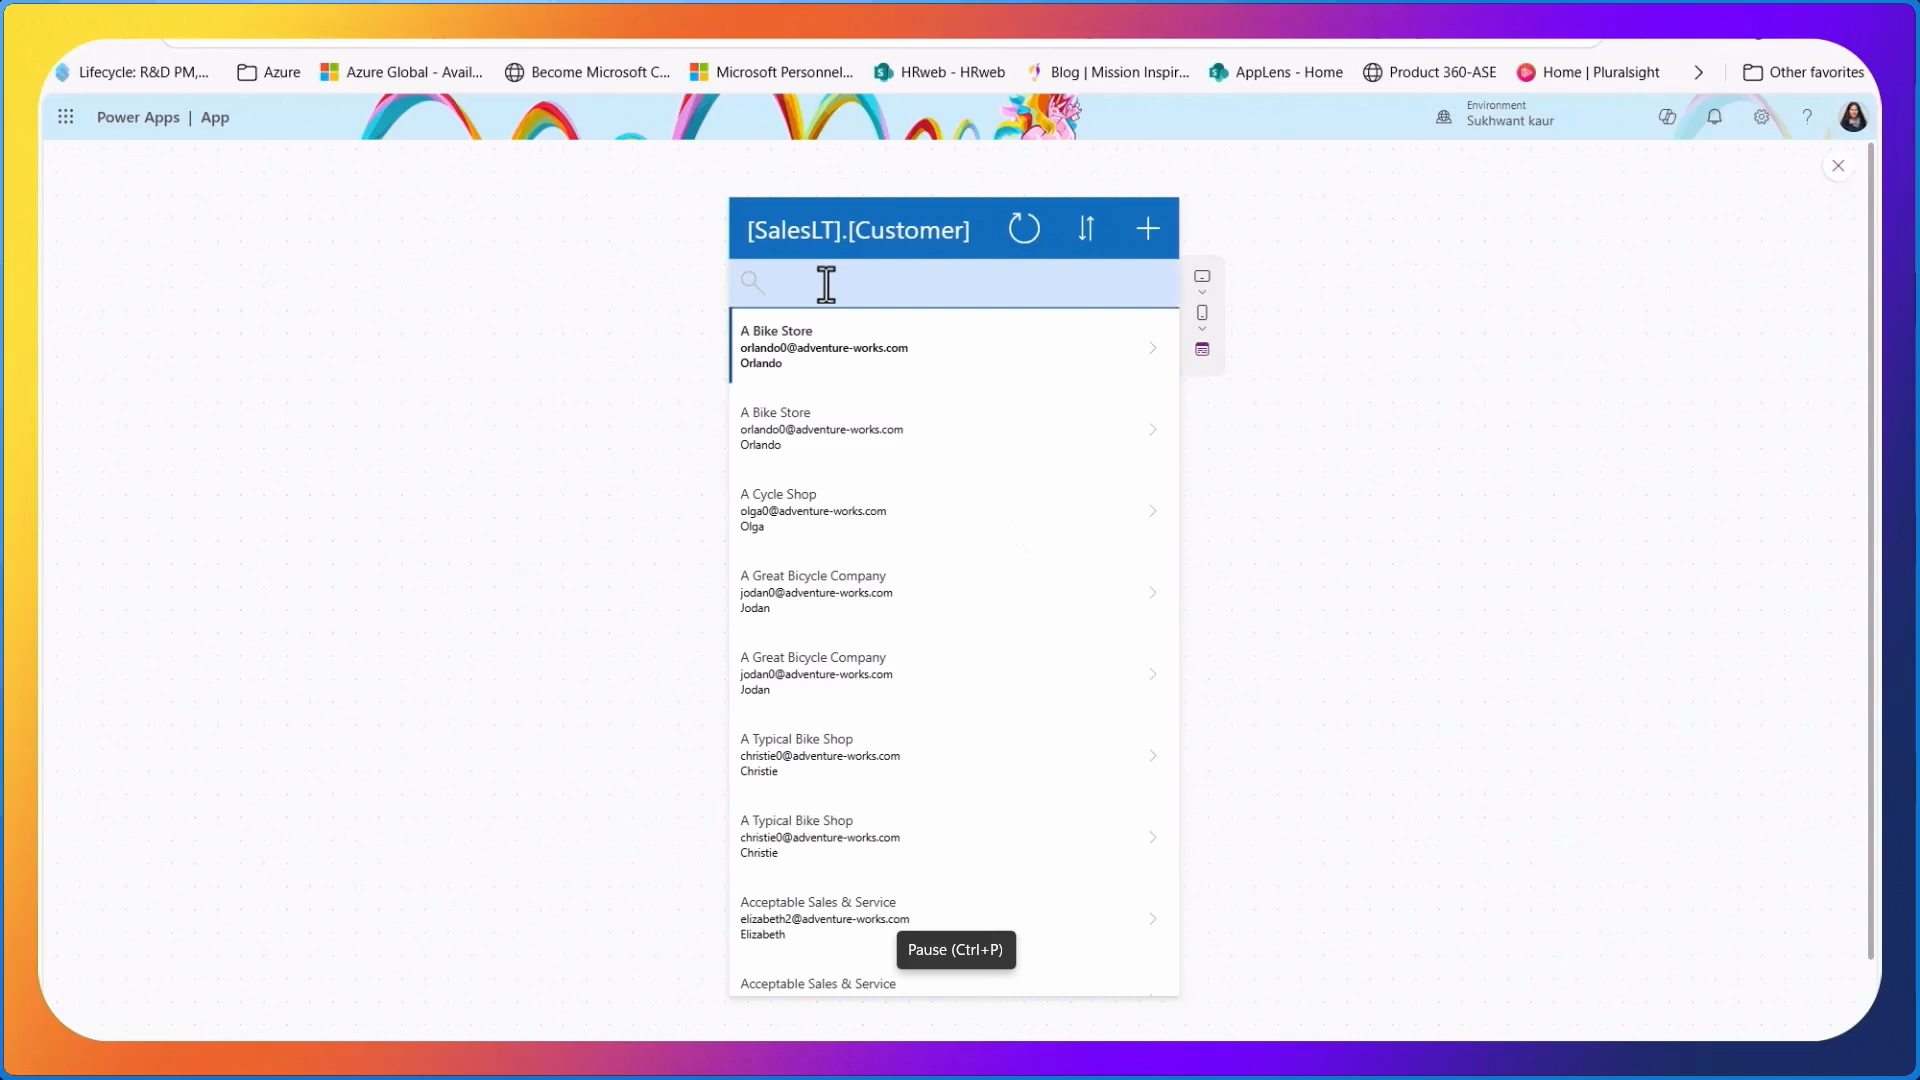 Lifecycle: R&D PM,... Azure Azure Global - Avail... Become Microsoft C... Microsoft Personnel... HRweb - HRweb Blog | Mission Inspir... AppLens - Home Product 360-ASE Home | Pluralsight Other favorites
Power Apps | App
Environment
Sukhwant kaur
[SalesLT].[Customer]
A Bike Store
orlando0@adventure-works.com
Orlando
A Bike Store
orlando0@adventure-works.com
Orlando
A Cycle Shop
olga0@adventure-works.com
Olga
A Great Bicycle Company
jodan0@adventure-works.com
Jodan
A Great Bicycle Company
jodan0@adventure-works.com
Jodan
A Typical Bike Shop
christie0@adventure-works.com
Christie
A Typical Bike Shop
christie0@adventure-works.com
Christie
Acceptable Sales & Service
elizabeth2@adventure-works.com
Elizabeth
Pause (Ctrl+P)
Acceptable Sales & Service